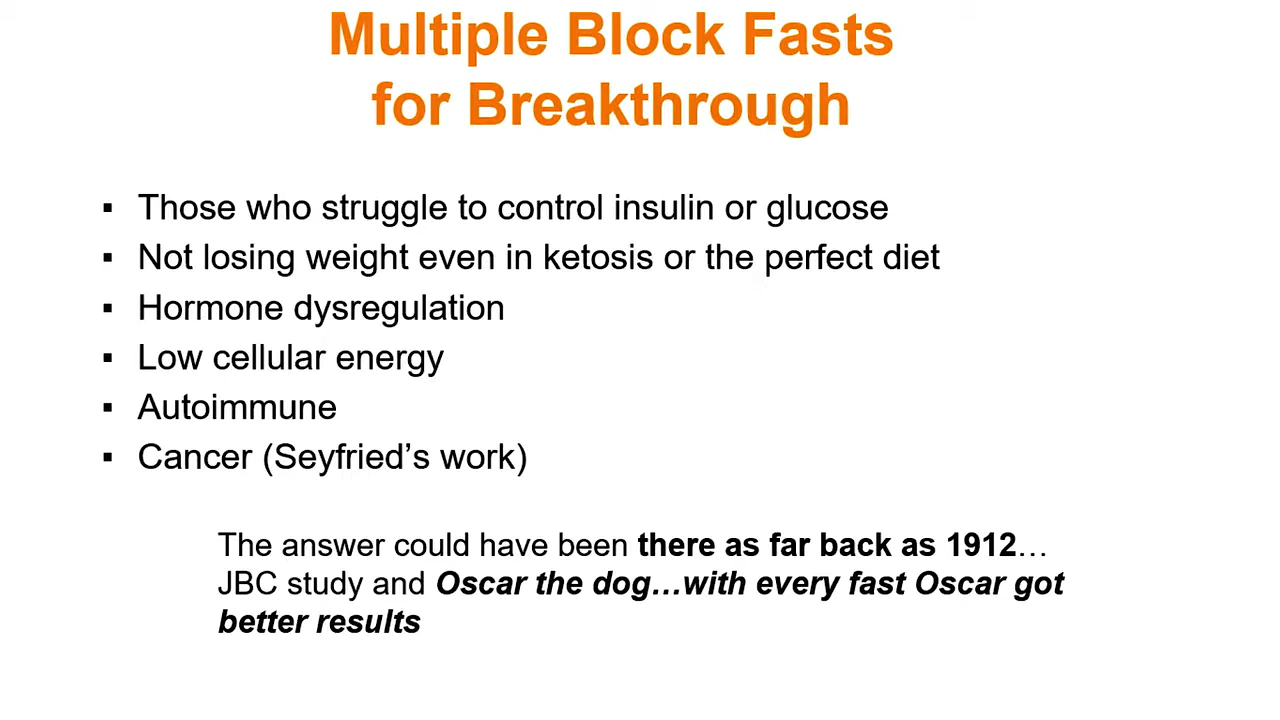 Multiple Block Fasts
for Breakthrough
▪ Those who struggle to control insulin or glucose
▪ Not losing weight even in ketosis or the perfect diet
▪ Hormone dysregulation
▪ Low cellular energy
▪ Autoimmune
▪ Cancer (Seyfried’s work)
The answer could have been there as far back as 1912…
JBC study and Oscar the dog…with every fast Oscar got
better results